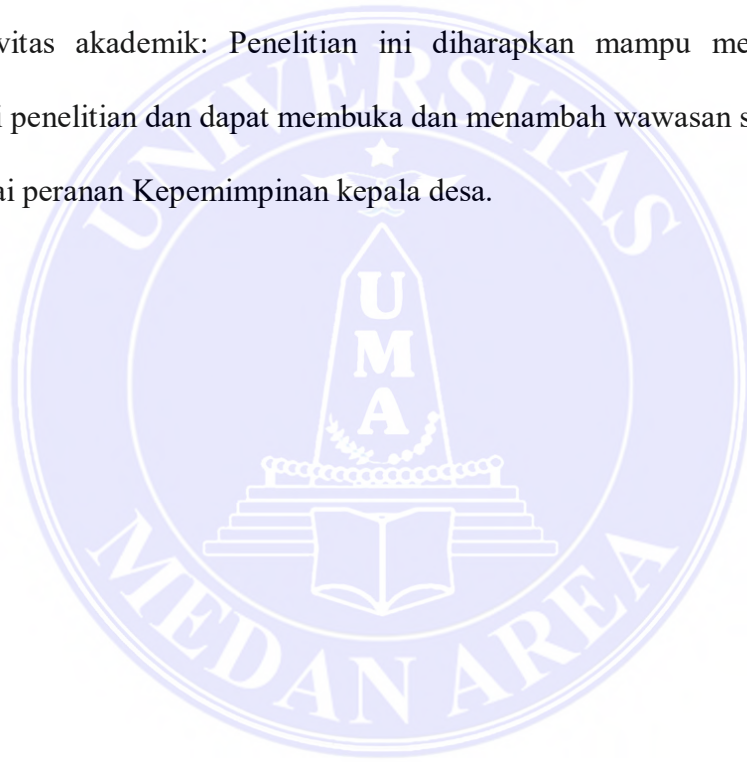 vitas akademik: Penelitian ini diharapkan mampu me
i penelitian dan dapat membuka dan menambah wawasan s
ai peranan Kepemimpinan kepala desa.
UNIVERSITAS
U
M
A
MEDAN AREA